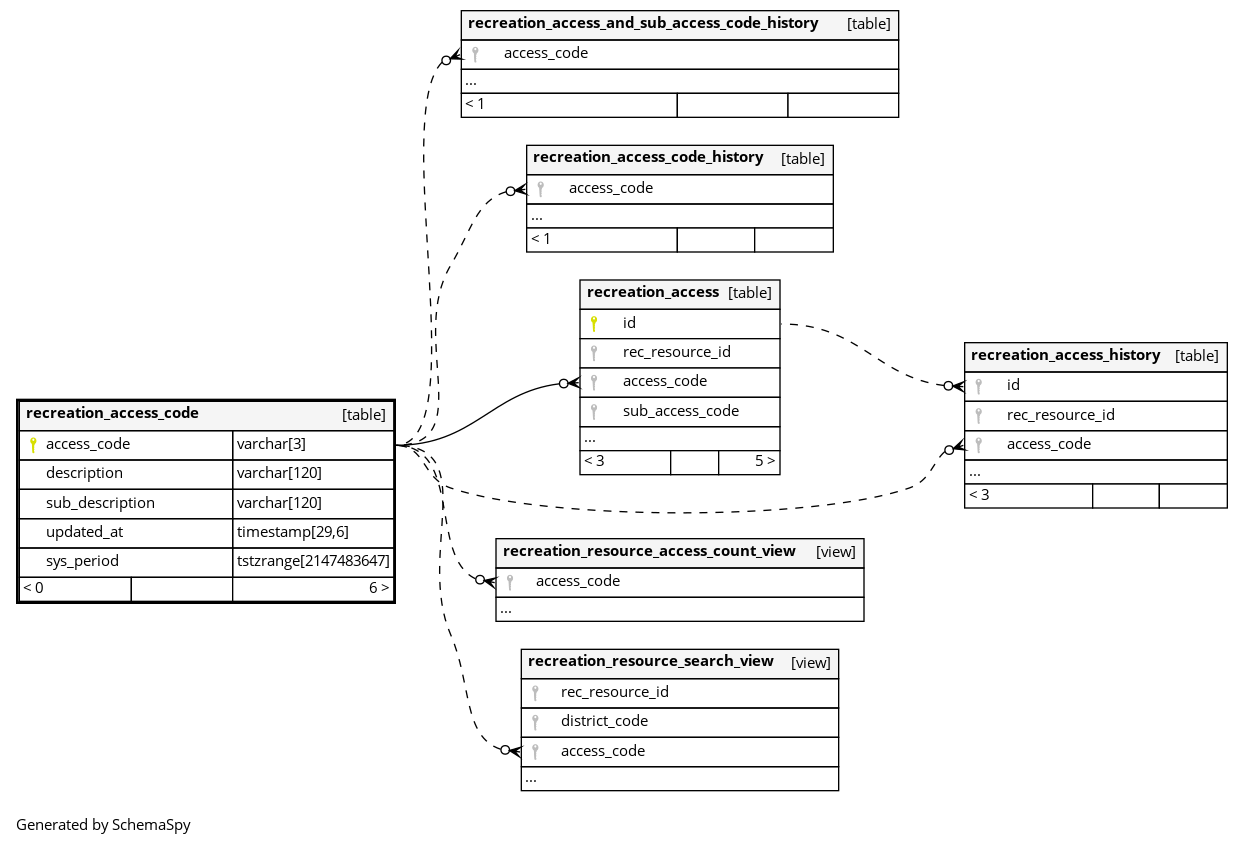 recreation_access_and_sub_access_code_history [table]
access_code
...
< 1
recreation_access_code_history [table]
access_code
...
< 1
recreation_access [table]
id
rec_resource_id
access_code
sub_access_code
...
< 3 5 >
recreation_access_history [table]
id
rec_resource_id
access_code
...
< 3
recreation_access_code [table]
access_code varchar[3]
description varchar[120]
sub_description varchar[120]
updated_at timestamp[29,6]
sys_period tstzrange[2147483647]
< 0 6 >
recreation_resource_access_count_view [view]
access_code
...
recreation_resource_search_view [view]
rec_resource_id
district_code
access_code
...
Generated by SchemaSpy